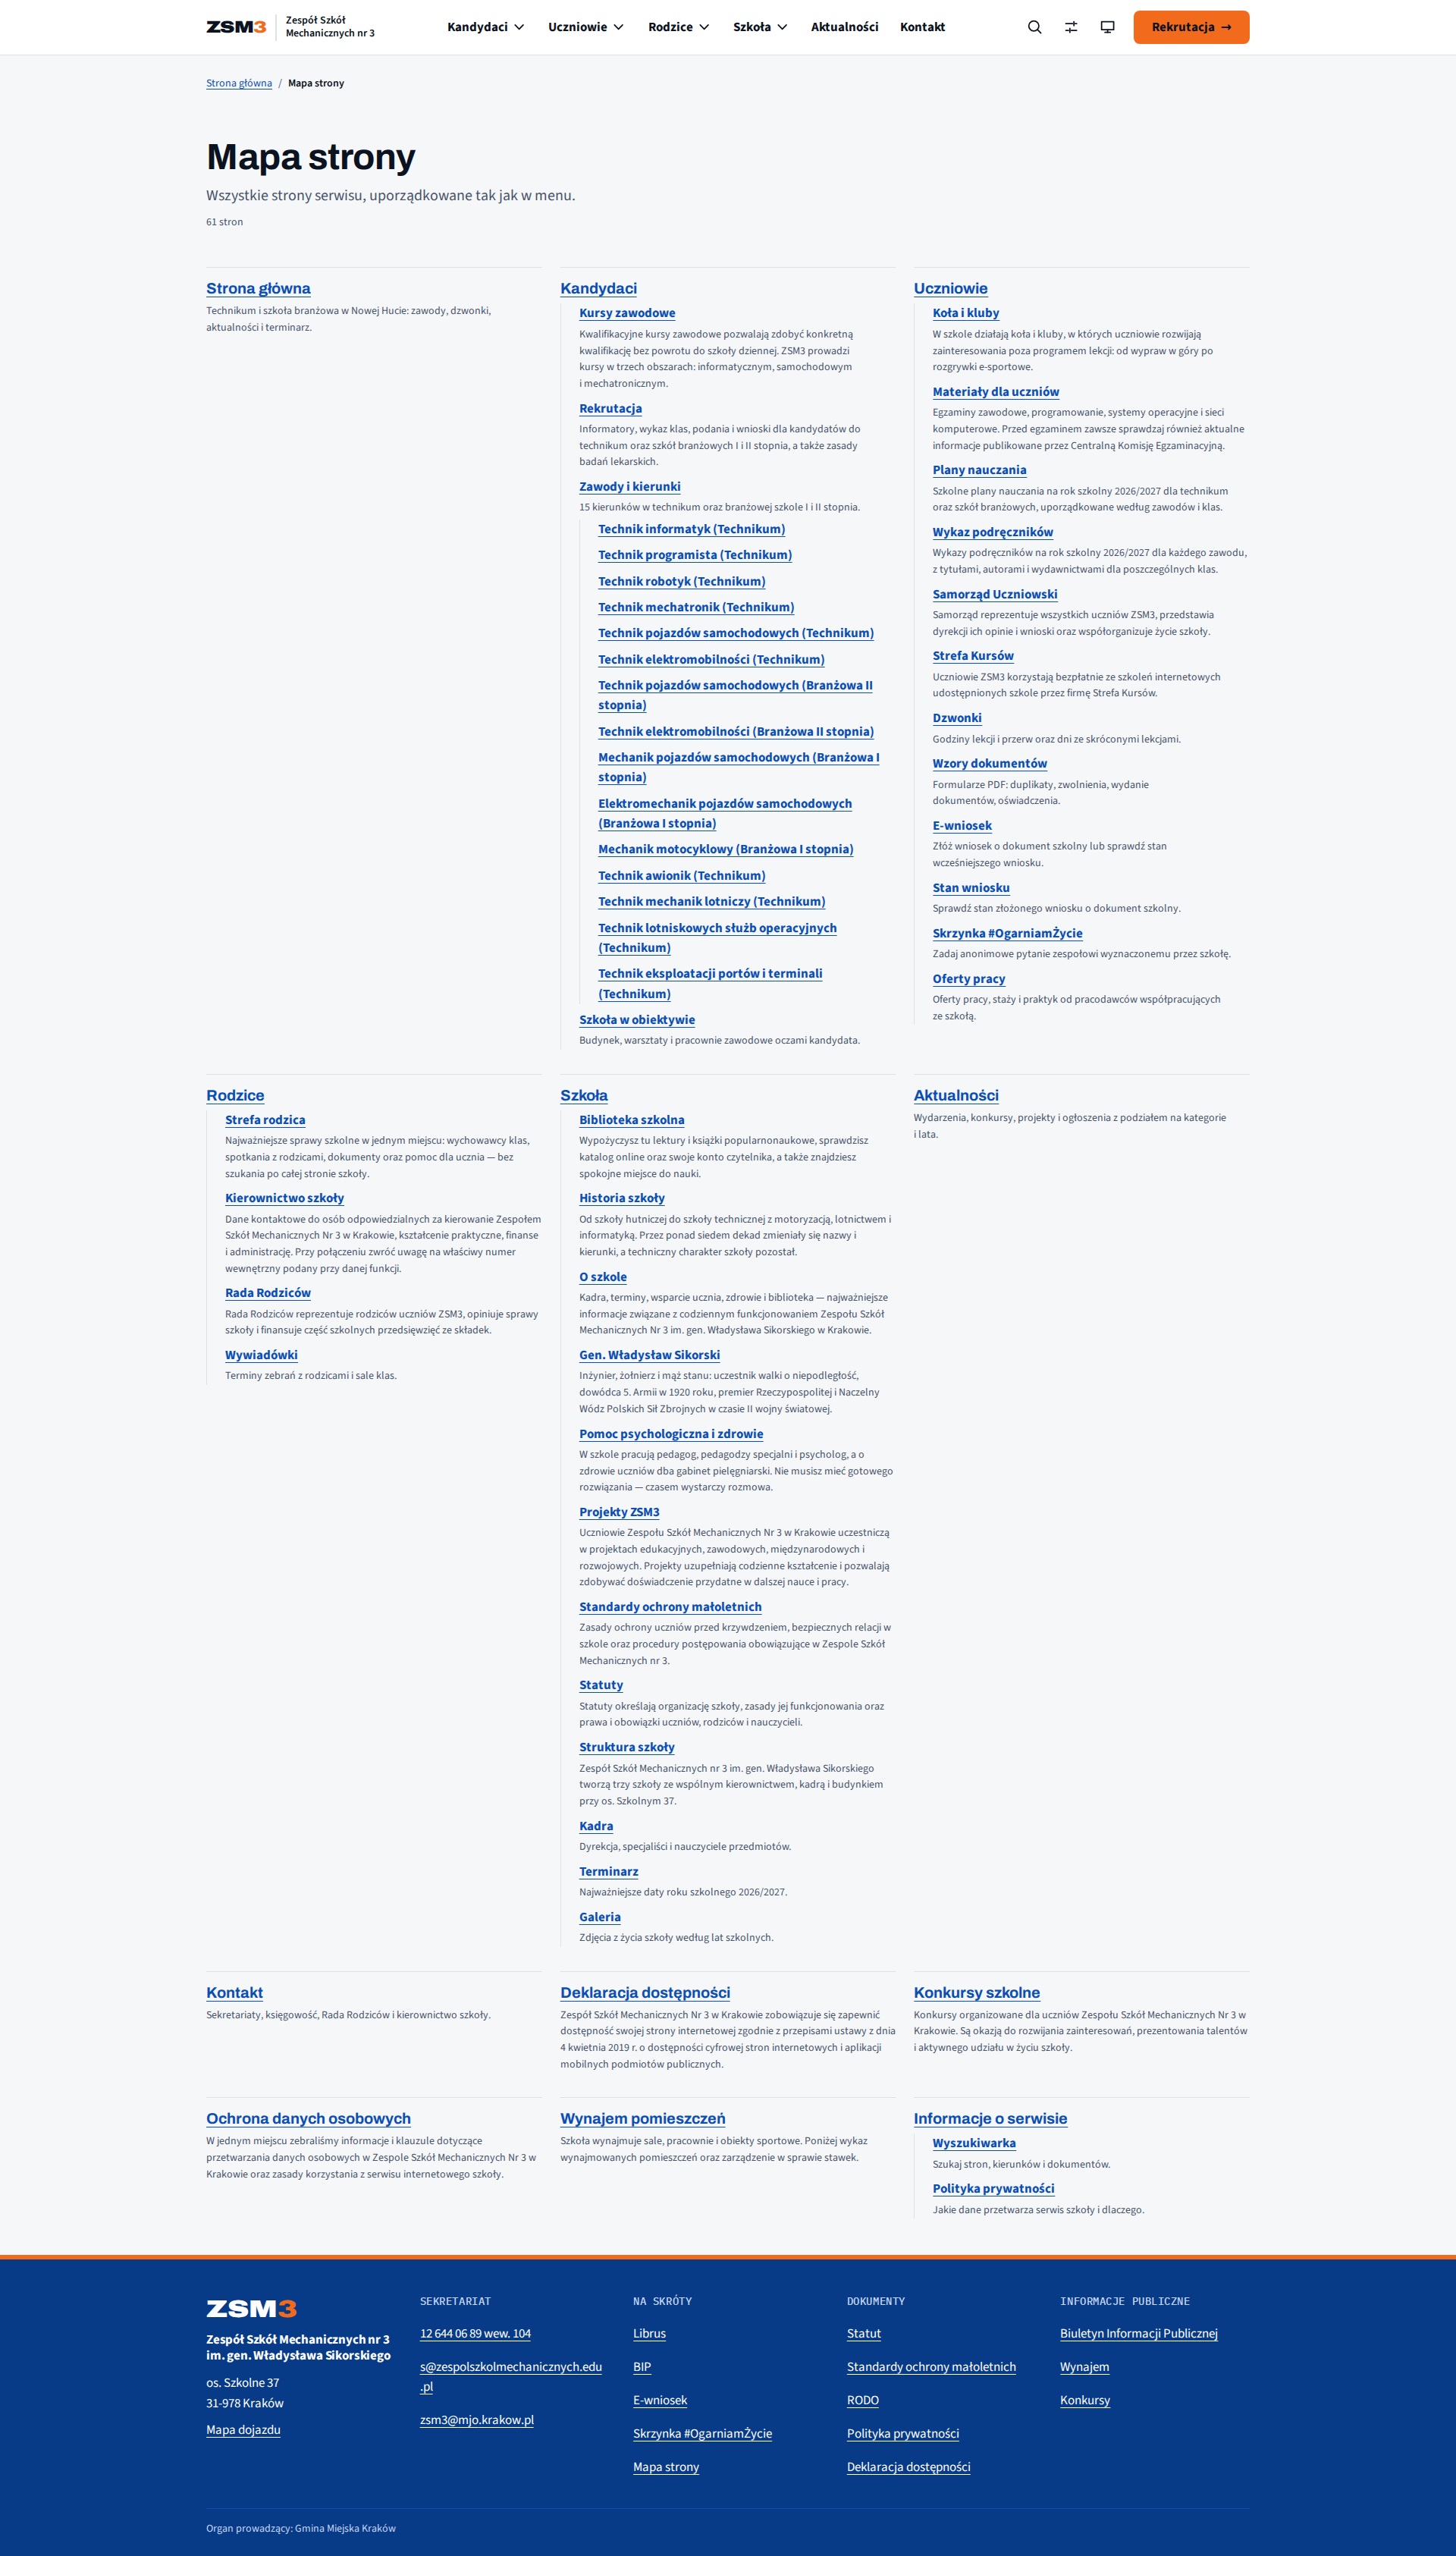 ZSM3
Zespół Szkół
Mechanicznych nr 3
Kandydaci
Uczniowie
Rodzice
Szkoła
Aktualności
Kontakt
Rekrutacja →
Strona główna / Mapa strony
Mapa strony
Wszystkie strony serwisu, uporządkowane tak jak w menu.
61 stron
Strona główna
Technikum i szkoła branżowa w Nowej Hucie: zawody, dzwonki,
aktualności i terminarz.
Kandydaci
Kursy zawodowe
Kwalifikacyjne kursy zawodowe pozwalają zdobyć konkretną
kwalifikację bez powrotu do szkoły dziennej. ZSM3 prowadzi
kursy w trzech obszarach: informatycznym, samochodowym
i mechatronicznym.
Rekrutacja
Informatory, wykaz klas, podania i wnioski dla kandydatów do
technikum oraz szkół branżowych I i II stopnia, a także zasady
badań lekarskich.
Zawody i kierunki
15 kierunków w technikum oraz branżowej szkole I i II stopnia.
Technik informatyk (Technikum)
Technik programista (Technikum)
Technik robotyk (Technikum)
Technik mechatronik (Technikum)
Technik pojazdów samochodowych (Technikum)
Technik elektromobilności (Technikum)
Technik pojazdów samochodowych (Branżowa II
stopnia)
Technik elektromobilności (Branżowa II stopnia)
Mechanik pojazdów samochodowych (Branżowa I
stopnia)
Elektromechanik pojazdów samochodowych
(Branżowa I stopnia)
Mechanik motocyklowy (Branżowa I stopnia)
Technik awionik (Technikum)
Technik mechanik lotniczy (Technikum)
Technik lotniskowych służb operacyjnych
(Technikum)
Technik eksploatacji portów i terminali
(Technikum)
Szkoła w obiektywie
Budynek, warsztaty i pracownie zawodowe oczami kandydata.
Uczniowie
Koła i kluby
W szkole działają koła i kluby, w których uczniowie rozwijają
zainteresowania poza programem lekcji: od wypraw w góry po
rozgrywki e-sportowe.
Materiały dla uczniów
Egzaminy zawodowe, programowanie, systemy operacyjne i sieci
komputerowe. Przed egzaminem zawsze sprawdzaj również aktualne
informacje publikowane przez Centralną Komisję Egzaminacyjną.
Plany nauczania
Szkolne plany nauczania na rok szkolny 2026/2027 dla technikum
oraz szkół branżowych, uporządkowane według zawodów i klas.
Wykaz podręczników
Wykazy podręczników na rok szkolny 2026/2027 dla każdego zawodu,
z tytułami, autorami i wydawnictwami dla poszczególnych klas.
Samorząd Uczniowski
Samorząd reprezentuje wszystkich uczniów ZSM3, przedstawia
dyrekcji ich opinie i wnioski oraz współorganizuje życie szkoły.
Strefa Kursów
Uczniowie ZSM3 korzystają bezpłatnie ze szkoleń internetowych
udostępnionych szkole przez firmę Strefa Kursów.
Dzwonki
Godziny lekcji i przerw oraz dni ze skróconymi lekcjami.
Wzory dokumentów
Formularze PDF: duplikaty, zwolnienia, wydanie
dokumentów, oświadczenia.
E-wniosek
Złóż wniosek o dokument szkolny lub sprawdź stan
wcześniejszego wniosku.
Stan wniosku
Sprawdź stan złożonego wniosku o dokument szkolny.
Skrzynka #OgarniamŻycie
Zadaj anonimowe pytanie zespołowi wyznaczonemu przez szkołę.
Oferty pracy
Oferty pracy, staży i praktyk od pracodawców współpracujących
ze szkołą.
Rodzice
Strefa rodzica
Najważniejsze sprawy szkolne w jednym miejscu: wychowawcy klas,
spotkania z rodzicami, dokumenty oraz pomoc dla ucznia — bez
szukania po całej stronie szkoły.
Kierownictwo szkoły
Dane kontaktowe do osób odpowiedzialnych za kierowanie Zespołem
Szkół Mechanicznych Nr 3 w Krakowie, kształcenie praktyczne, finanse
i administrację. Przy połączeniu zwróć uwagę na właściwy numer
wewnętrzny podany przy danej funkcji.
Rada Rodziców
Rada Rodziców reprezentuje rodziców uczniów ZSM3, opiniuje sprawy
szkoły i finansuje część szkolnych przedsięwzięć ze składek.
Wywiadówki
Terminy zebrań z rodzicami i sale klas.
Szkoła
Biblioteka szkolna
Wypożyczysz tu lektury i książki popularnonaukowe, sprawdzisz
katalog online oraz swoje konto czytelnika, a także znajdziesz
spokojne miejsce do nauki.
Historia szkoły
Od szkoły hutniczej do szkoły technicznej z motoryzacją, lotnictwem i
informatyką. Przez ponad siedem dekad zmieniały się nazwy i
kierunki, a techniczny charakter szkoły pozostał.
O szkole
Kadra, terminy, wsparcie ucznia, zdrowie i biblioteka — najważniejsze
informacje związane z codziennym funkcjonowaniem Zespołu Szkół
Mechanicznych Nr 3 im. gen. Władysława Sikorskiego w Krakowie.
Gen. Władysław Sikorski
Inżynier, żołnierz i mąż stanu: uczestnik walki o niepodległość,
dowódca 5. Armii w 1920 roku, premier Rzeczypospolitej i Naczelny
Wódz Polskich Sił Zbrojnych w czasie II wojny światowej.
Pomoc psychologiczna i zdrowie
W szkole pracują pedagog, pedagodzy specjalni i psycholog, a o
zdrowie uczniów dba gabinet pielęgniarski. Nie musisz mieć gotowego
rozwiązania — czasem wystarczy rozmowa.
Projekty ZSM3
Uczniowie Zespołu Szkół Mechanicznych Nr 3 w Krakowie uczestniczą
w projektach edukacyjnych, zawodowych, międzynarodowych i
rozwojowych. Projekty uzupełniają codzienne kształcenie i pozwalają
zdobywać doświadczenie przydatne w dalszej nauce i pracy.
Standardy ochrony małoletnich
Zasady ochrony uczniów przed krzywdzeniem, bezpiecznych relacji w
szkole oraz procedury postępowania obowiązujące w Zespole Szkół
Mechanicznych nr 3.
Statuty
Statuty określają organizację szkoły, zasady jej funkcjonowania oraz
prawa i obowiązki uczniów, rodziców i nauczycieli.
Struktura szkoły
Zespół Szkół Mechanicznych nr 3 im. gen. Władysława Sikorskiego
tworzą trzy szkoły ze wspólnym kierownictwem, kadrą i budynkiem
przy os. Szkolnym 37.
Kadra
Dyrekcja, specjaliści i nauczyciele przedmiotów.
Terminarz
Najważniejsze daty roku szkolnego 2026/2027.
Galeria
Zdjęcia z życia szkoły według lat szkolnych.
Aktualności
Wydarzenia, konkursy, projekty i ogłoszenia z podziałem na kategorie
i lata.
Kontakt
Sekretariaty, księgowość, Rada Rodziców i kierownictwo szkoły.
Deklaracja dostępności
Zespół Szkół Mechanicznych Nr 3 w Krakowie zobowiązuje się zapewnić
dostępność swojej strony internetowej zgodnie z przepisami ustawy z dnia
4 kwietnia 2019 r. o dostępności cyfrowej stron internetowych i aplikacji
mobilnych podmiotów publicznych.
Konkursy szkolne
Konkursy organizowane dla uczniów Zespołu Szkół Mechanicznych Nr 3 w
Krakowie. Są okazją do rozwijania zainteresowań, prezentowania talentów
i aktywnego udziału w życiu szkoły.
Ochrona danych osobowych
W jednym miejscu zebraliśmy informacje i klauzule dotyczące
przetwarzania danych osobowych w Zespole Szkół Mechanicznych Nr 3 w
Krakowie oraz zasady korzystania z serwisu internetowego szkoły.
Wynajem pomieszczeń
Szkoła wynajmuje sale, pracownie i obiekty sportowe. Poniżej wykaz
wynajmowanych pomieszczeń oraz zarządzenie w sprawie stawek.
Informacje o serwisie
Wyszukiwarka
Szukaj stron, kierunków i dokumentów.
Polityka prywatności
Jakie dane przetwarza serwis szkoły i dlaczego.
ZSM3
Zespół Szkół Mechanicznych nr 3
im. gen. Władysława Sikorskiego
os. Szkolne 37
31-978 Kraków
Mapa dojazdu
SEKRETARIAT
12 644 06 89 wew. 104
s@zespolszkolmechanicznych.edu
.pl
zsm3@mjo.krakow.pl
NA SKRÓTY
Librus
BIP
E-wniosek
Skrzynka #OgarniamŻycie
Mapa strony
DOKUMENTY
Statut
Standardy ochrony małoletnich
RODO
Polityka prywatności
Deklaracja dostępności
INFORMACJE PUBLICZNE
Biuletyn Informacji Publicznej
Wynajem
Konkursy
Organ prowadzący: Gmina Miejska Kraków